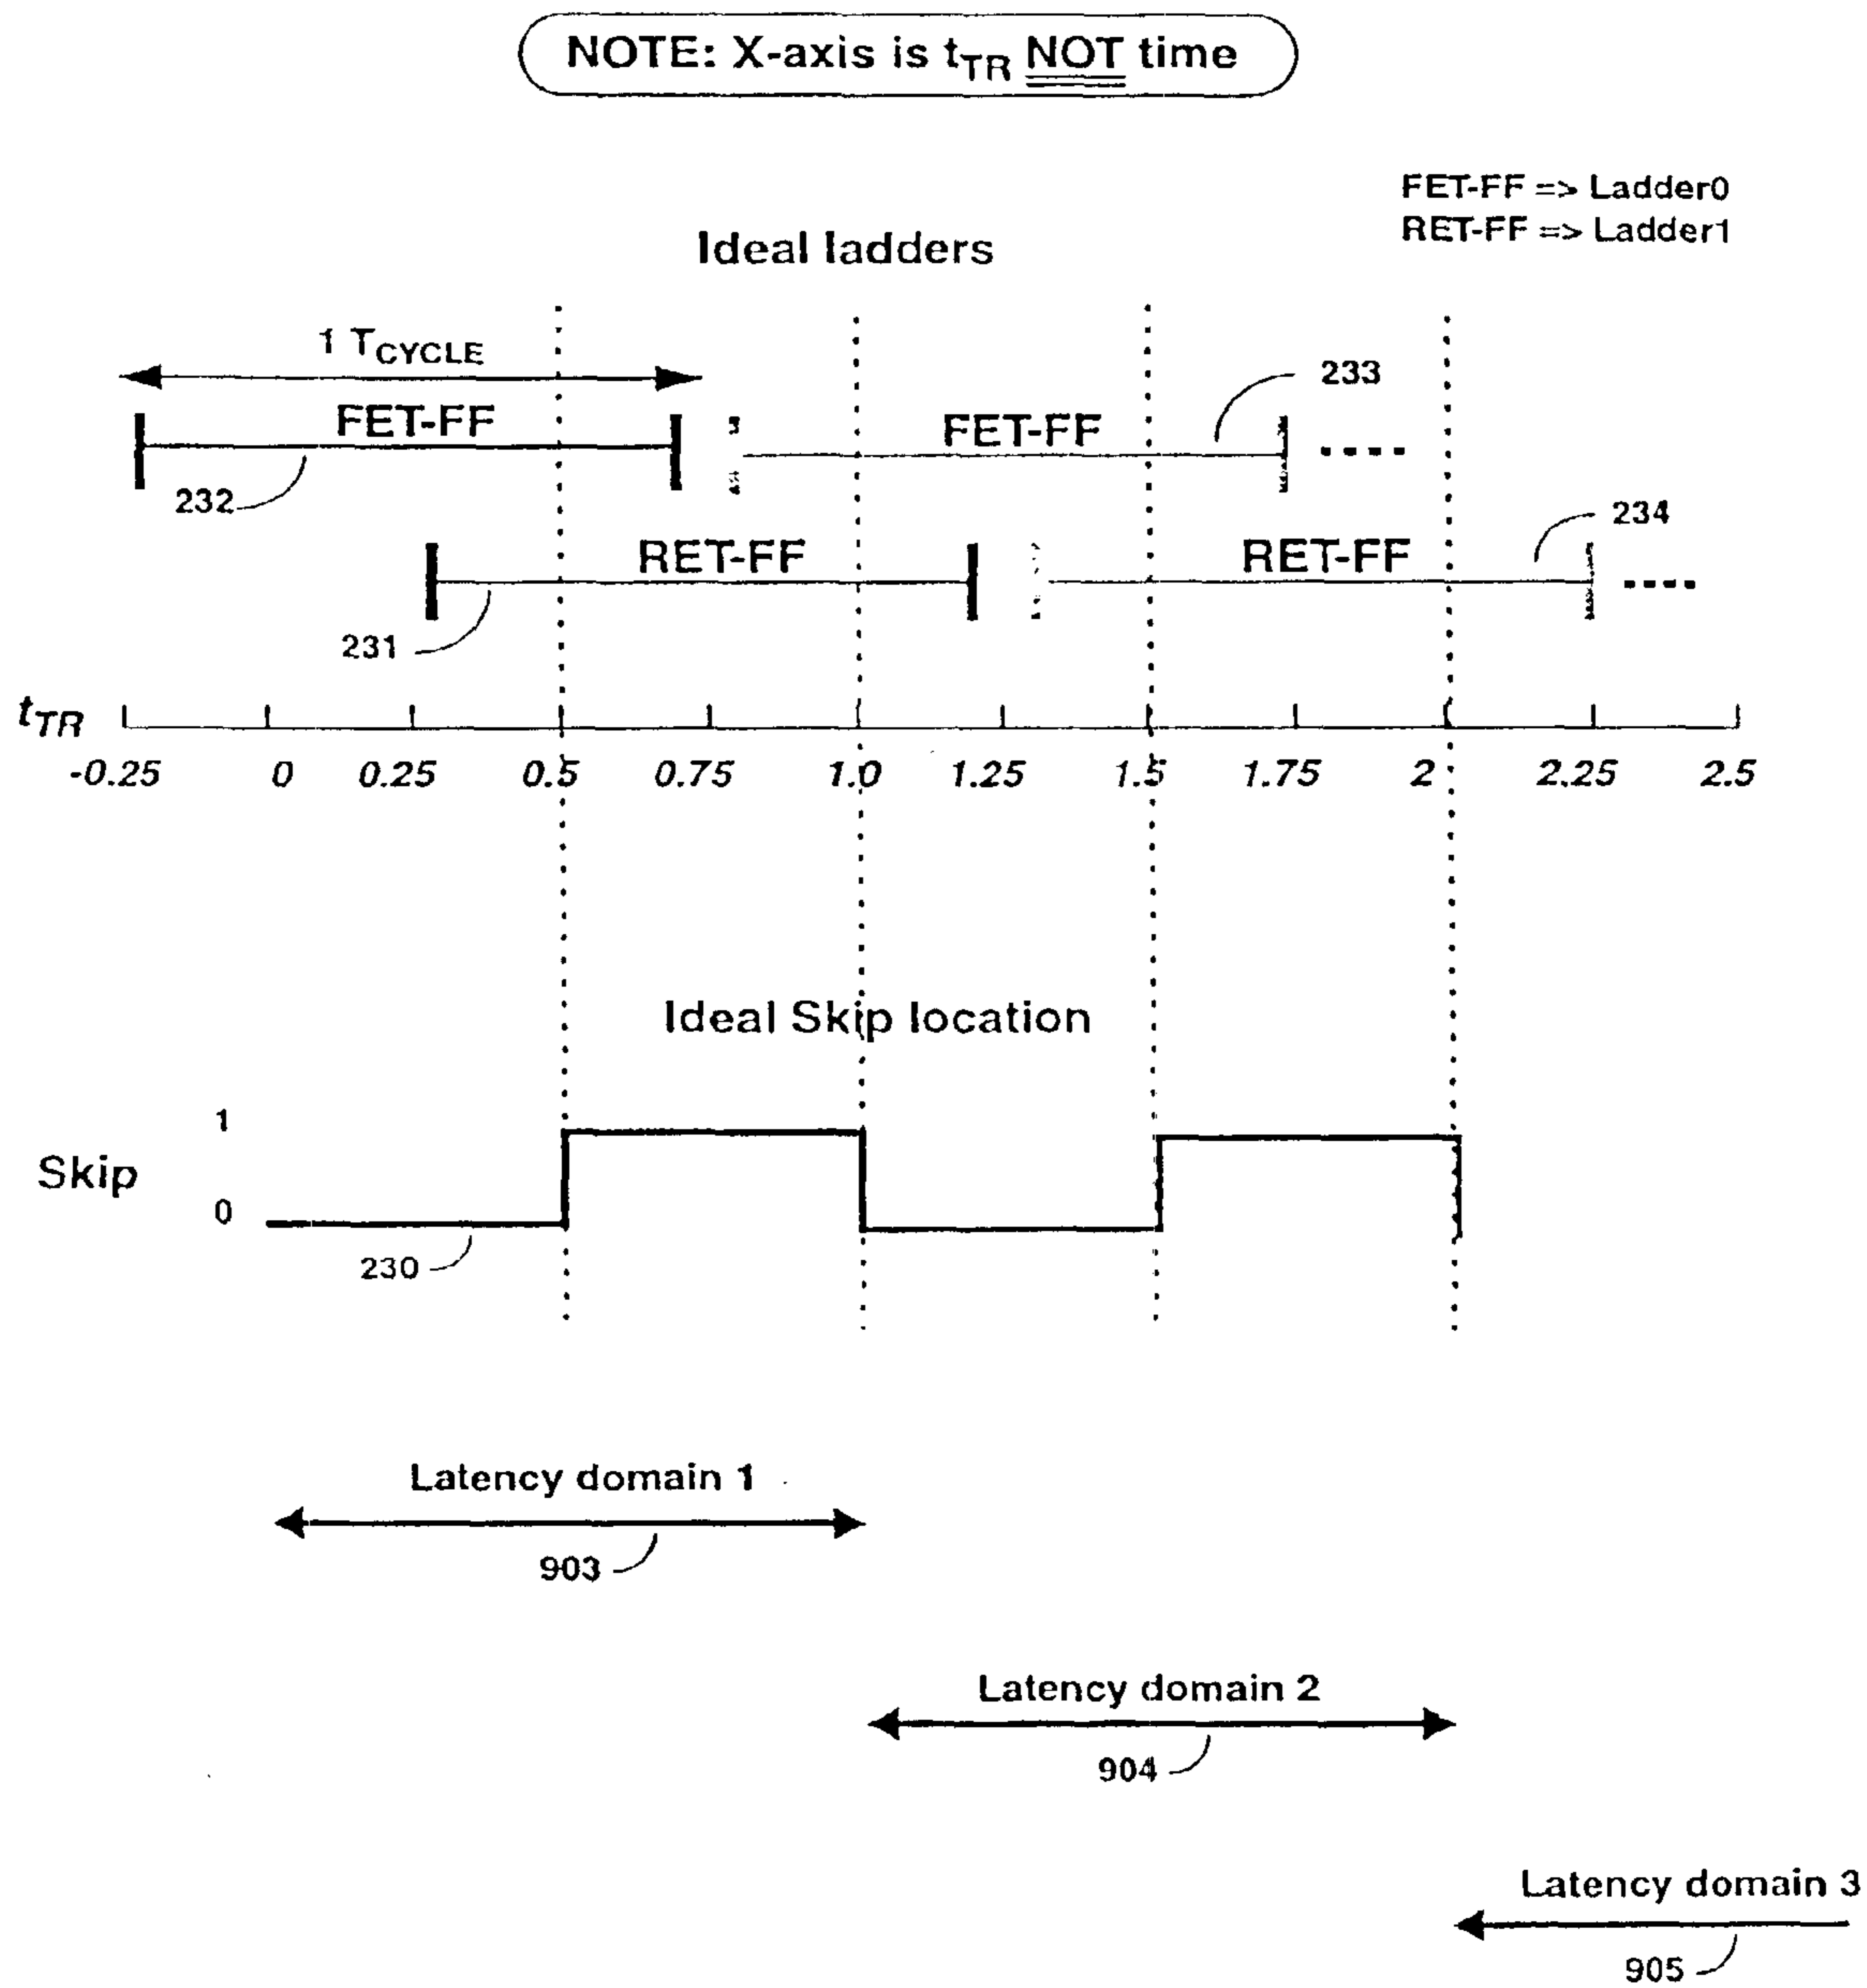 NOTE: X-axis is tTR NOT time
FET-FF => Ladder0
RET-FF => Ladder1
Ideal ladders
1 TCYCLE
233
FET-FF
FET-FF
232
234
RET-FF
RET-FF
231
tTR
-0.25 0 0.25 0.5 0.75 1.0 1.25 1.5 1.75 2 2.25 2.5
Ideal Skip location
1
Skip
0
230
Latency domain 1
903
Latency domain 2
904
Latency domain 3
905